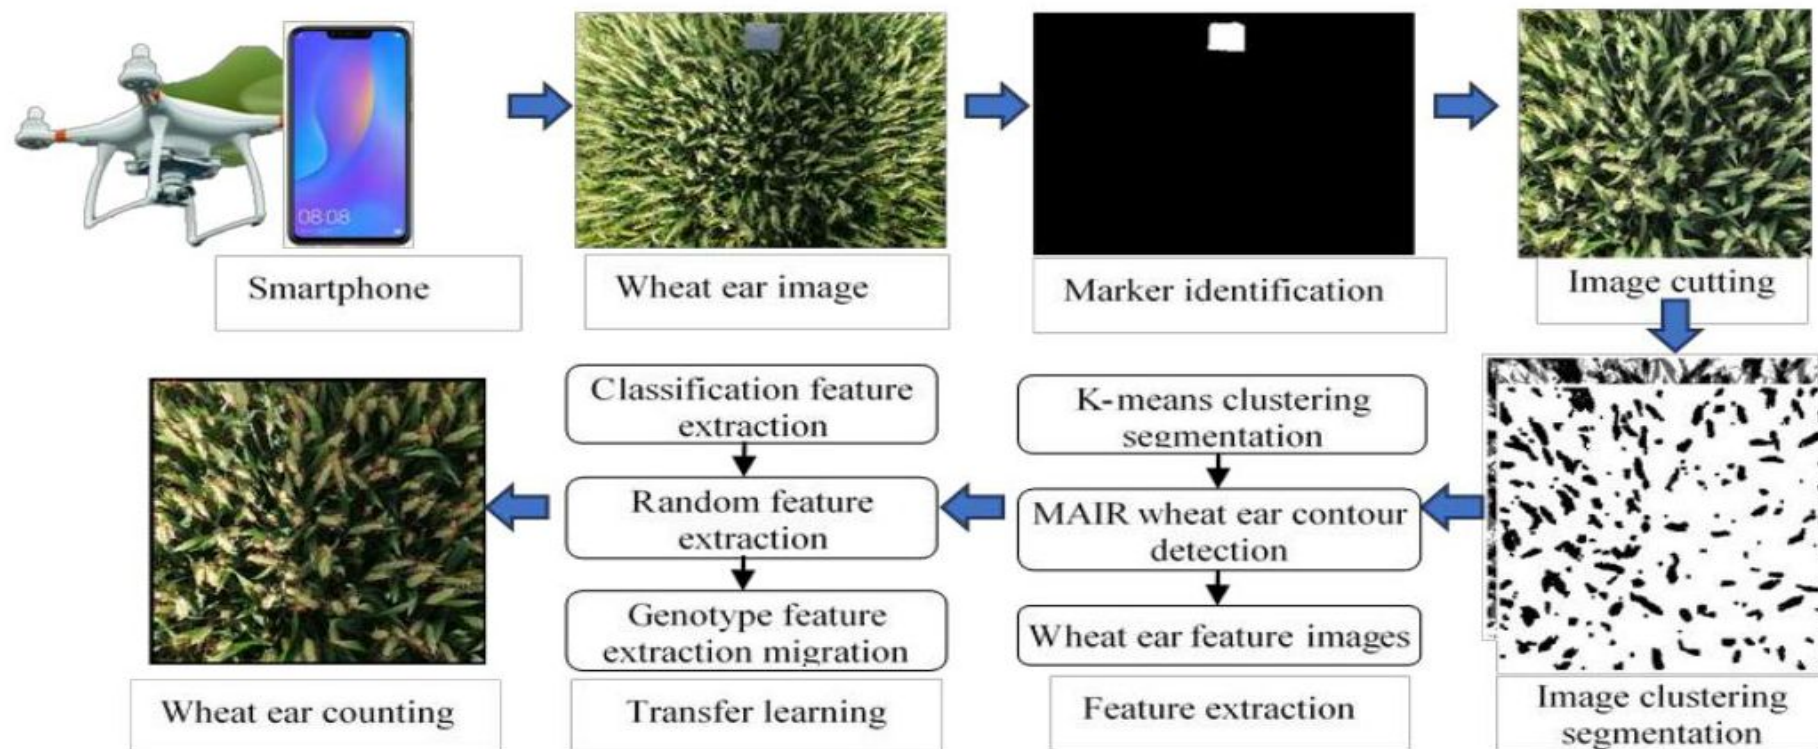 08:08
Smartphone
Wheat ear image
Marker identification
Image cutting
Classification feature
extraction
Random feature
extraction
Genotype feature
extraction migration
K-means clustering
segmentation
MAIR wheat ear contour
detection
Wheat ear feature images
Wheat ear counting
Transfer learning
Feature extraction
Image clustering
segmentation